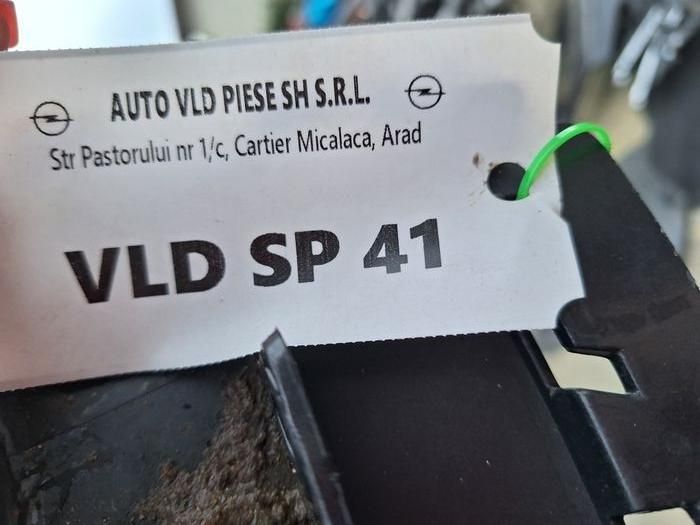 AUTO VLD PIESE SH S.R.L.
Str Pastorului nr 1/c, Cartier Micalaca, Arad
VLD SP 41